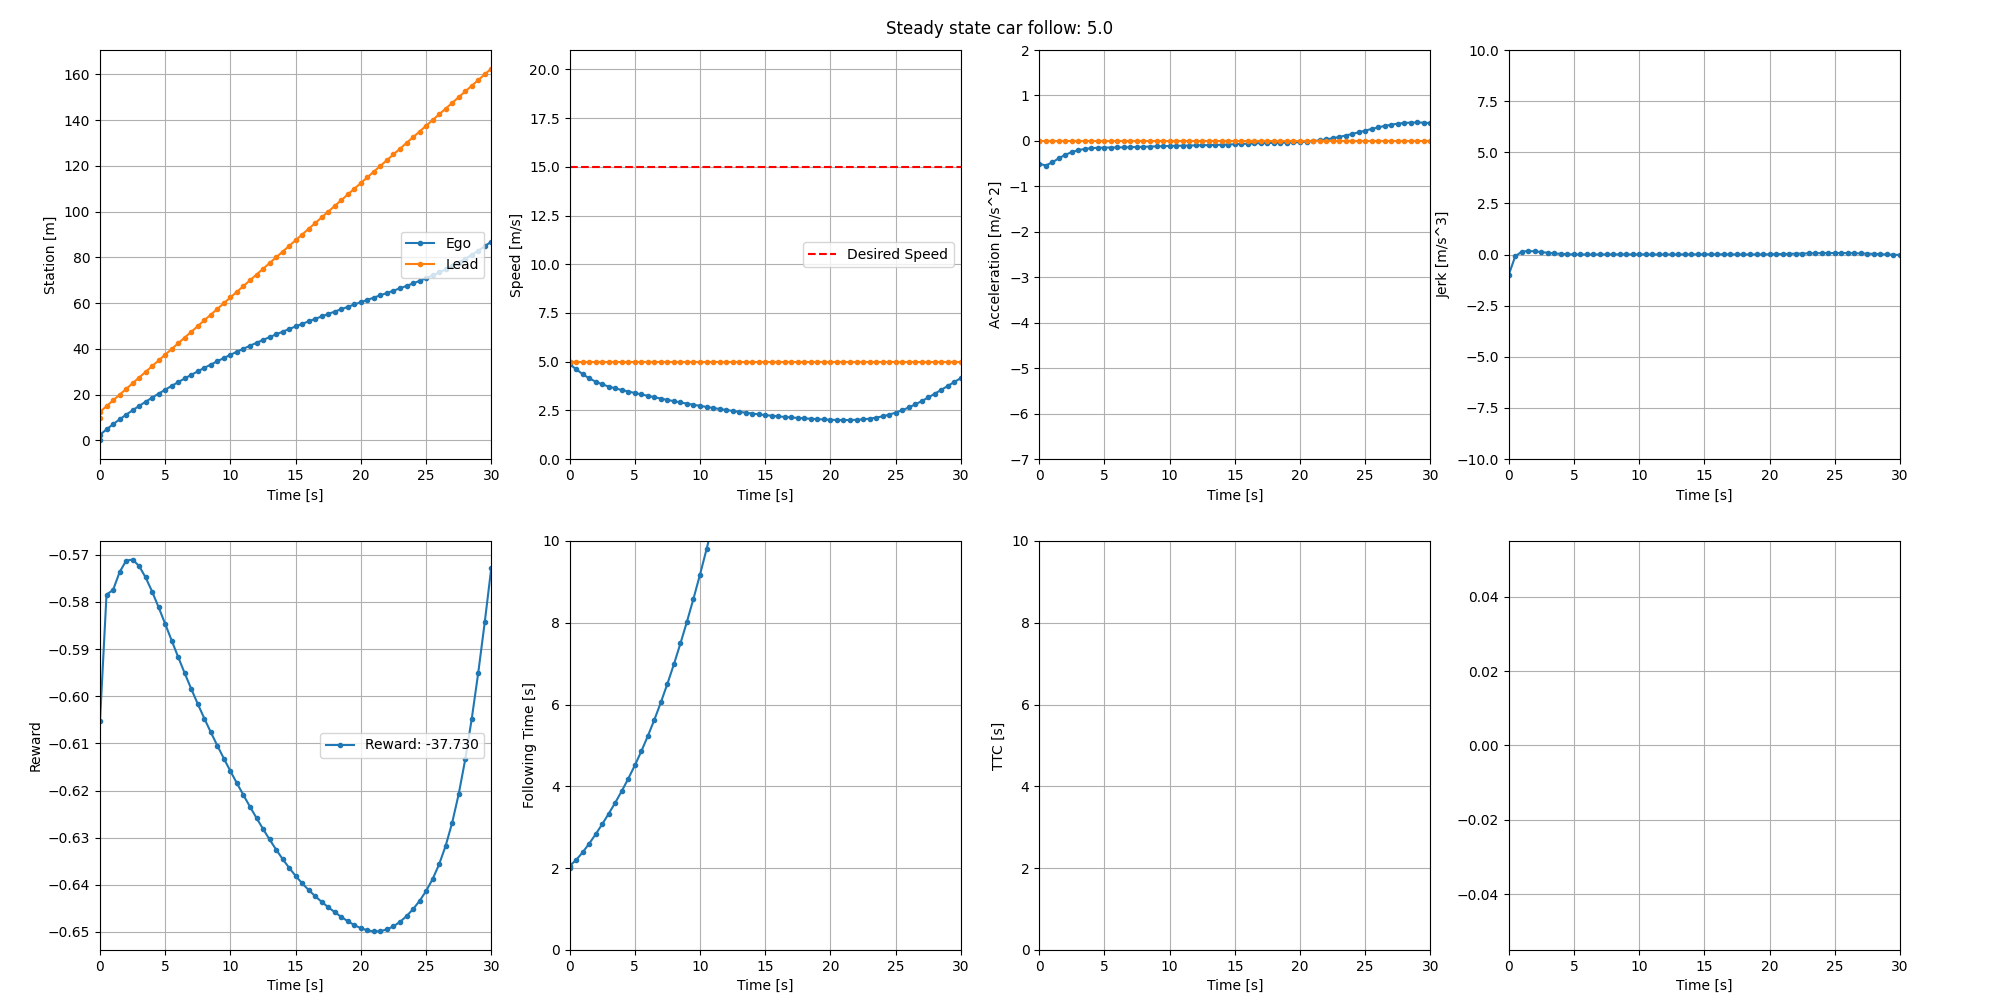 Steady state car follow: 5.0
160
140
120
100
80
60
40
20
0
Station [m]
Ego
Lead
0 5 10 15 20 25 30
Time [s]
20.0
17.5
15.0
12.5
10.0
7.5
5.0
2.5
0.0
Speed [m/s]
Desired Speed
0 5 10 15 20 25 30
Time [s]
2
1
0
−1
−2
−3
−4
−5
−6
−7
Acceleration [m/s^2]
0 5 10 15 20 25 30
Time [s]
10.0
7.5
5.0
2.5
0.0
−2.5
−5.0
−7.5
−10.0
Jerk [m/s^3]
0 5 10 15 20 25 30
Time [s]
−0.57
−0.58
−0.59
−0.60
−0.61
−0.62
−0.63
−0.64
−0.65
Reward
Reward: -37.730
0 5 10 15 20 25 30
Time [s]
10
8
6
4
2
0
Following Time [s]
0 5 10 15 20 25 30
Time [s]
10
8
6
4
2
0
TTC [s]
0 5 10 15 20 25 30
Time [s]
0.04
0.02
0.00
−0.02
−0.04
0 5 10 15 20 25 30
Time [s]